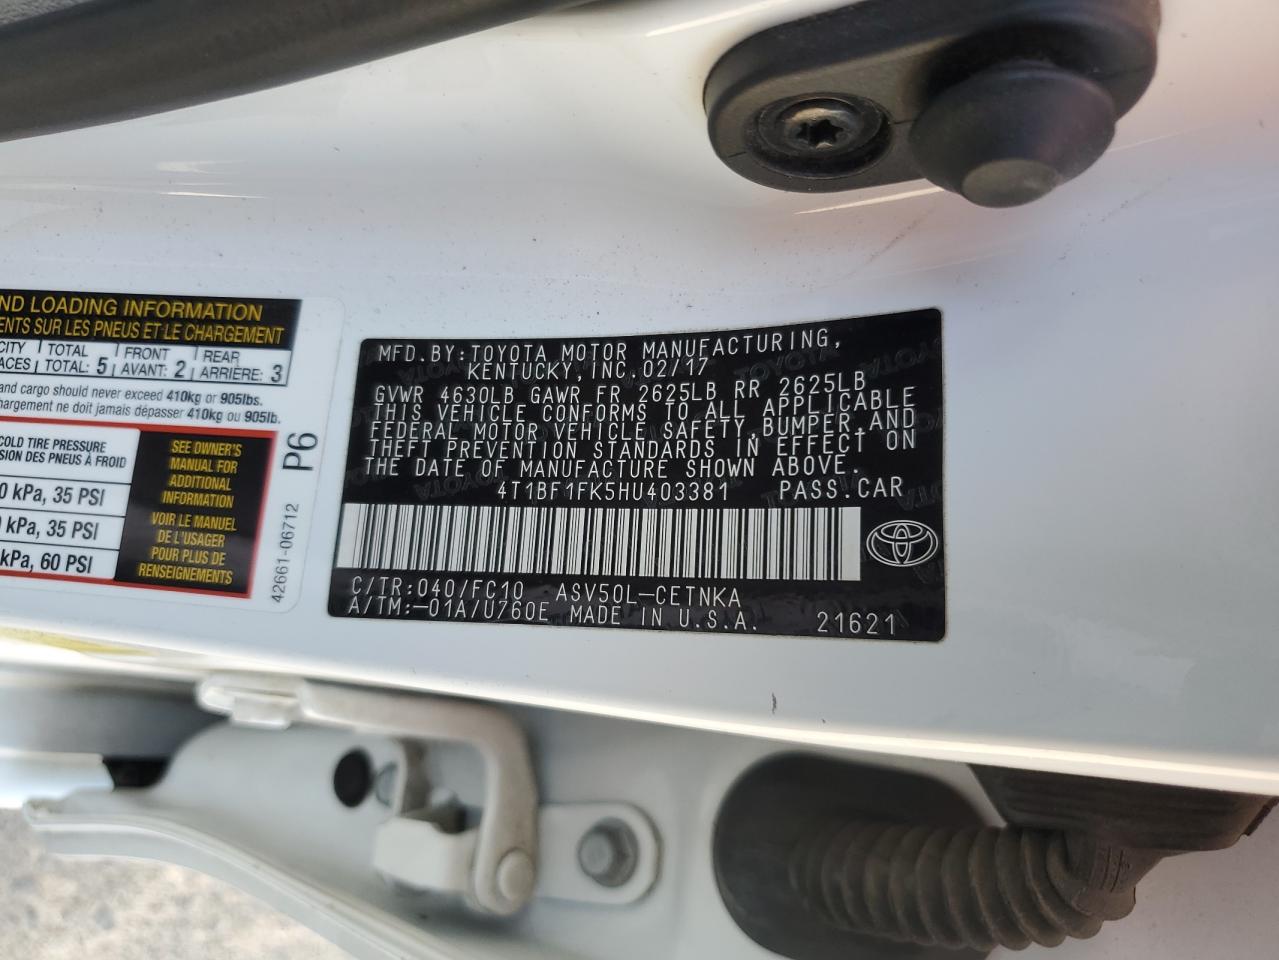 ND LOADING INFORMATION
ENTS SUR LES PNEUS ET LE CHARGEMENT
CITY TOTAL FRONT REAR
ACES TOTAL: 5 AVANT: 2 ARRIÈRE: 3
and cargo should never exceed 410kg or 905lbs.
chargement ne doit jamais dépasser 410kg ou 905lb.
COLD TIRE PRESSURE
SION DES PNEUS À FROID
0 kPa, 35 PSI
0 kPa, 35 PSI
kPa, 60 PSI
SEE OWNER'S
MANUAL FOR
ADDITIONAL
INFORMATION
VOIR LE MANUEL
DE L'USAGER
POUR PLUS DE
RENSEIGNEMENTS
P6
42661-06712
MFD.BY:TOYOTA MOTOR MANUFACTURING,
KENTUCKY,INC.02/17
GVWR 4630LB GAWR FR 2625LB RR 2625LB
THIS VEHICLE CONFORMS TO ALL APPLICABLE
FEDERAL MOTOR VEHICLE SAFETY,BUMPER,AND
THEFT PREVENTION STANDARDS IN EFFECT ON
THE DATE OF MANUFACTURE SHOWN ABOVE.
4T1BF1FK5HU403381 PASS.CAR
C/TR:040/FC10 ASV50L-CETNKA
A/TM:-01A/U760E MADE IN U.S.A. 21621